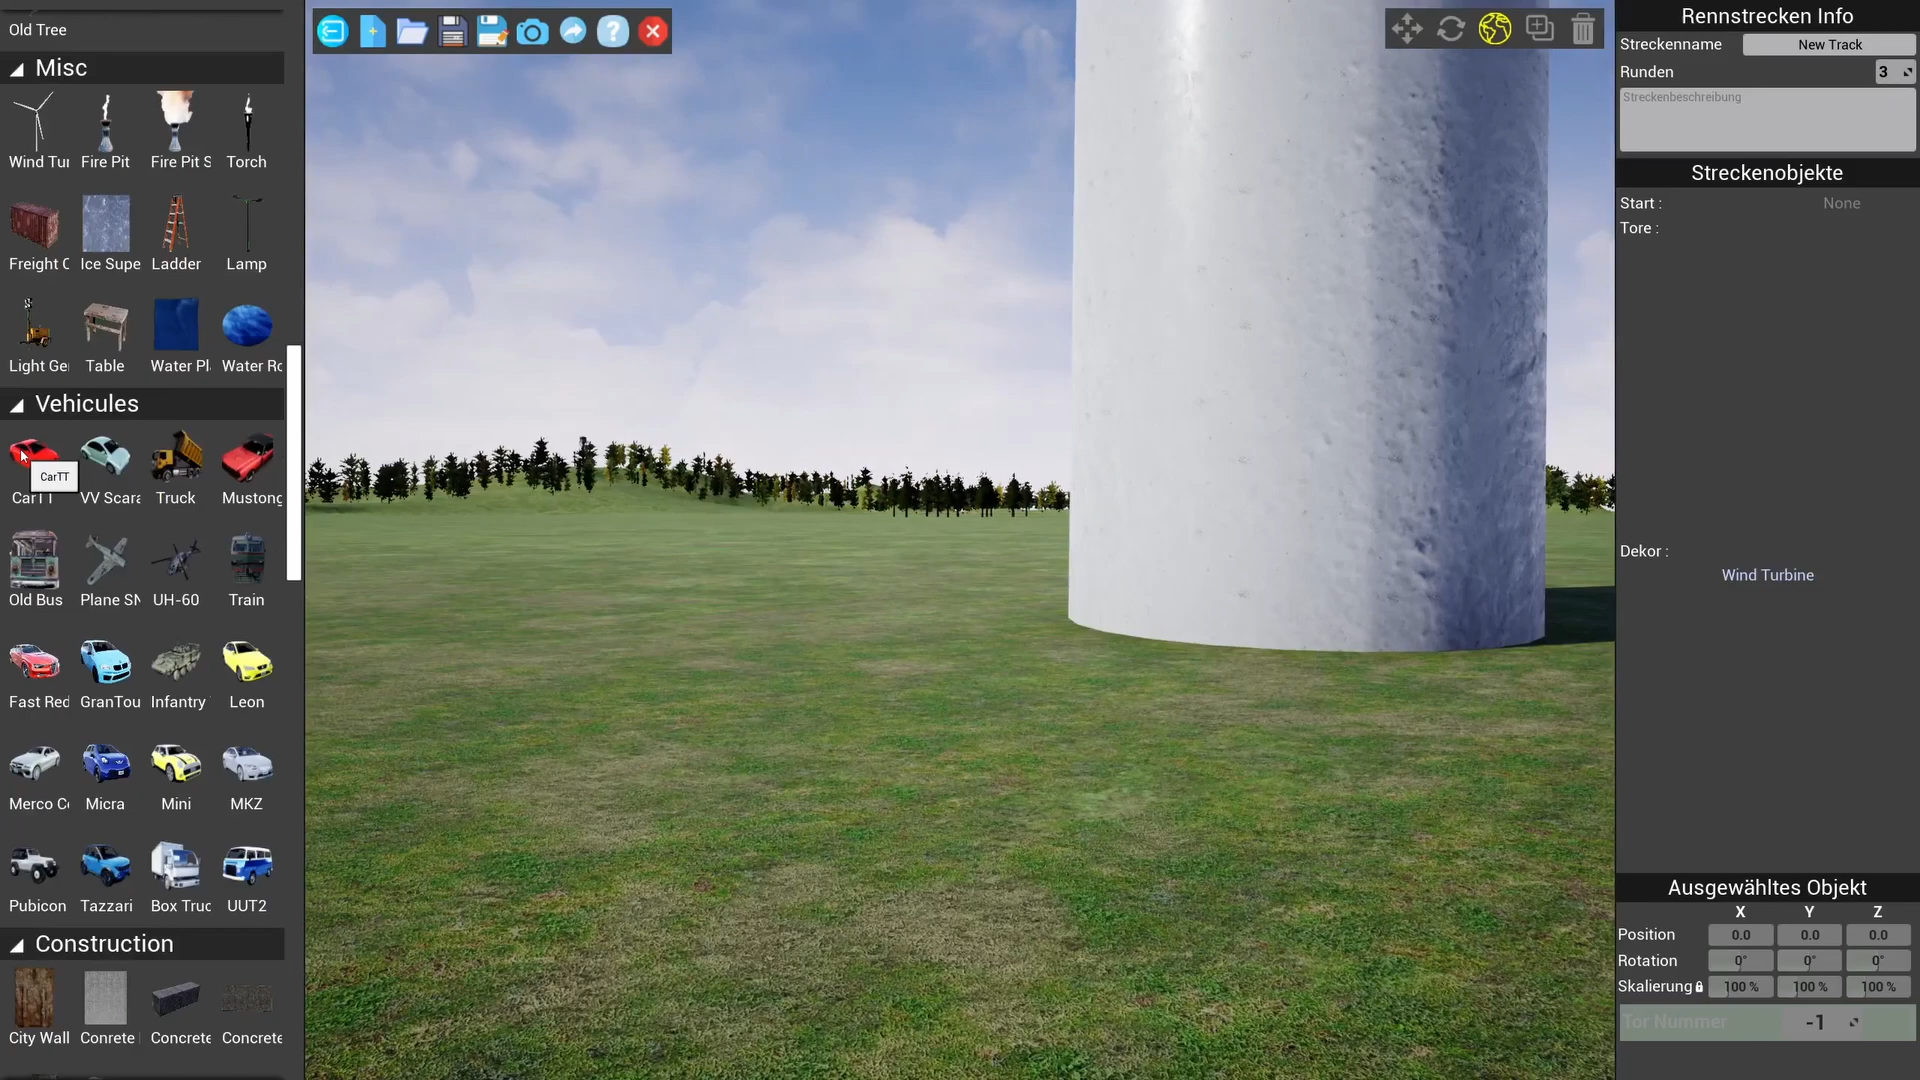 Old Tree
Misc
Wind Tur
Fire Pit
Fire Pit S
Torch
Freight C
Ice Supe
Ladder
Lamp
Light Ge
Table
Water Pl
Water Ro
Vehicules
CarTT
CarTT
VV Scara
Truck
Mustong
Old Bus
Plane SN
UH-60
Train
Fast Red
GranTou
Infantry
Leon
Merco Co
Micra
Mini
MKZ
Pubicon
Tazzari
Box Truc
UUT2
Construction
City Wall
Conrete
Concrete
Concrete
Rennstrecken Info
Streckenname New Track
Runden 3
Streckenbeschreibung
Streckenobjekte
Start : None
Tore :
Dekor :
Wind Turbine
Ausgewähltes Objekt
X Y Z
Position 0.0 0.0 0.0
Rotation 0° 0° 0°
Skalierung 100 % 100 % 100 %
Tor Nummer -1